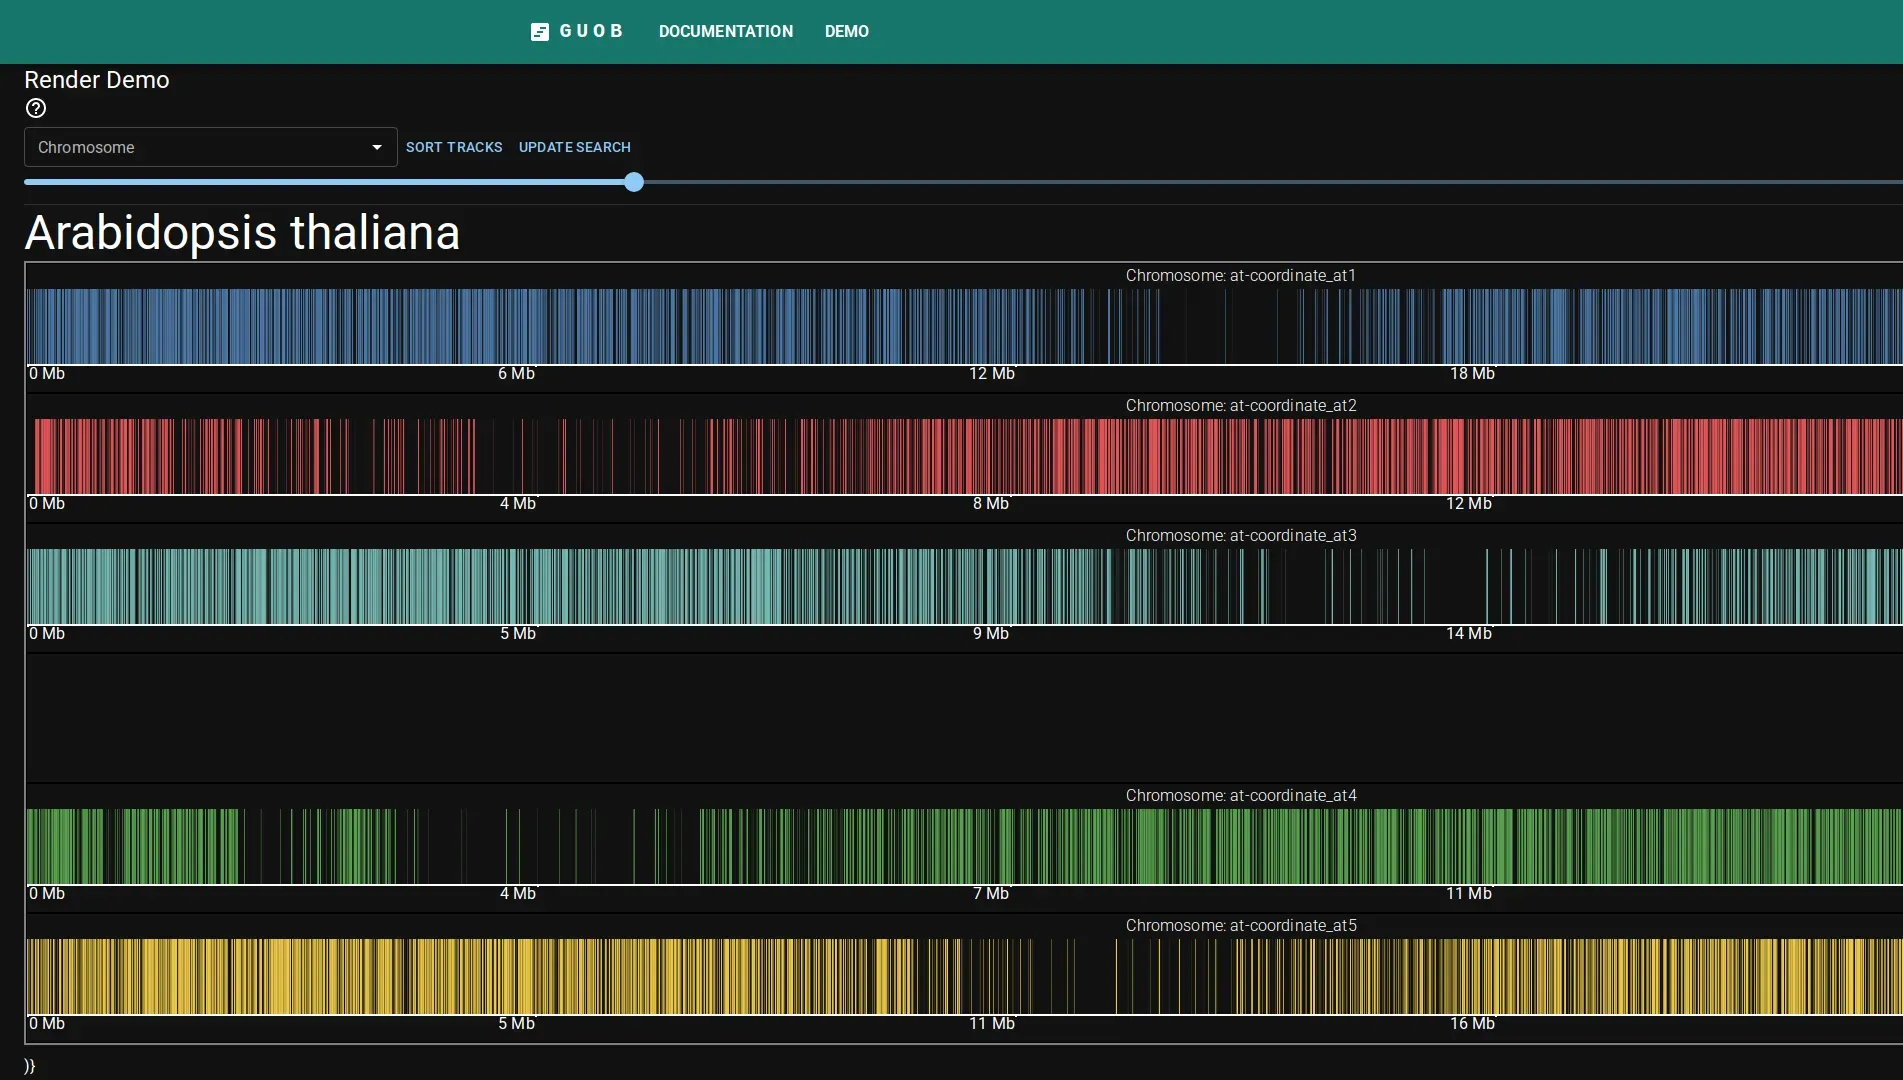 GUOB DOCUMENTATION DEMO
Render Demo
Chromosome SORT TRACKS UPDATE SEARCH
Arabidopsis thaliana
Chromosome: at-coordinate_at1
0 Mb 6 Mb 12 Mb 18 Mb
Chromosome: at-coordinate_at2
0 Mb 4 Mb 8 Mb 12 Mb
Chromosome: at-coordinate_at3
0 Mb 5 Mb 9 Mb 14 Mb
Chromosome: at-coordinate_at4
0 Mb 4 Mb 7 Mb 11 Mb
Chromosome: at-coordinate_at5
0 Mb 5 Mb 11 Mb 16 Mb
)}